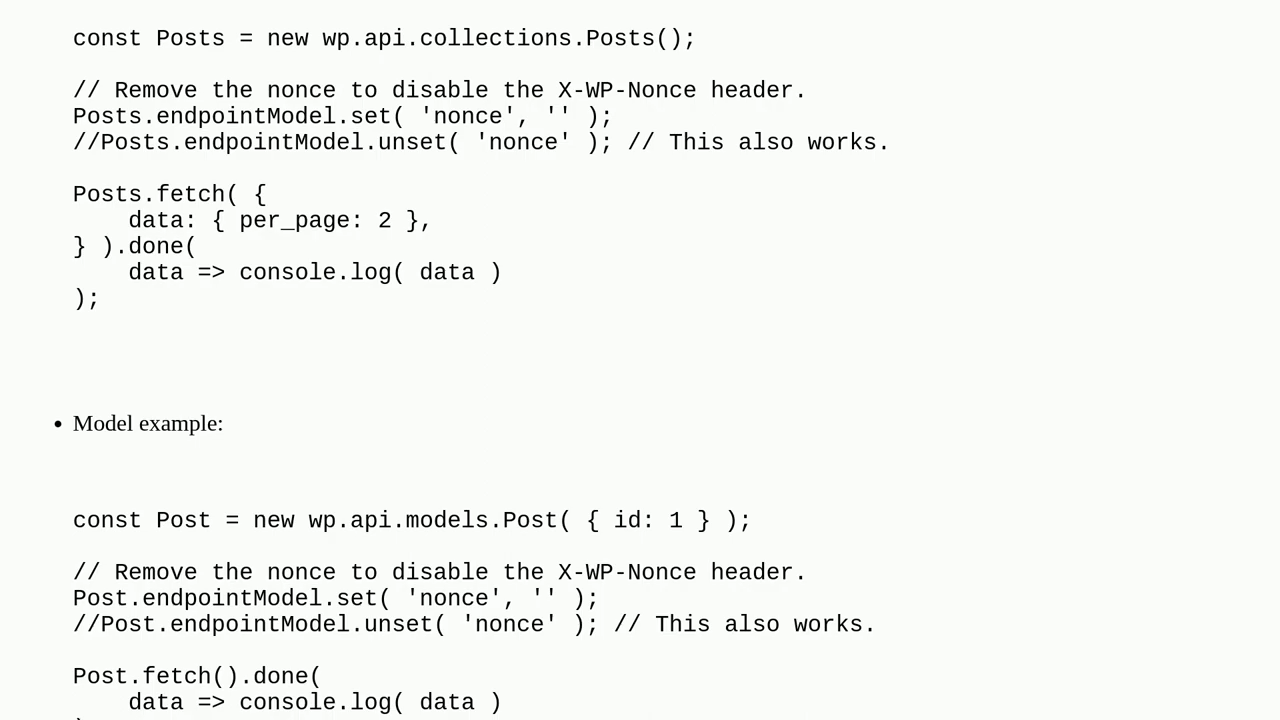 const Posts = new wp.api.collections.Posts();
// Remove the nonce to disable the X-WP-Nonce header.
Posts.endpointModel.set( 'nonce', '' );
//Posts.endpointModel.unset( 'nonce' ); // This also works.
Posts.fetch( {
    data: { per_page: 2 },
} ).done(
    data => console.log( data )
);
• Model example:
const Post = new wp.api.models.Post( { id: 1 } );
// Remove the nonce to disable the X-WP-Nonce header.
Post.endpointModel.set( 'nonce', '' );
//Post.endpointModel.unset( 'nonce' ); // This also works.
Post.fetch().done(
    data => console.log( data )